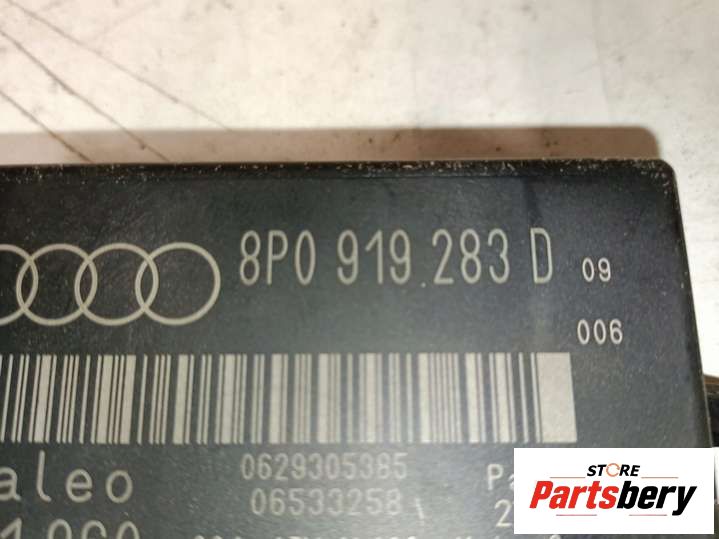 8P0 919 283 D 09
006
aleo 0629305385
06533258
STORE
Partsbery